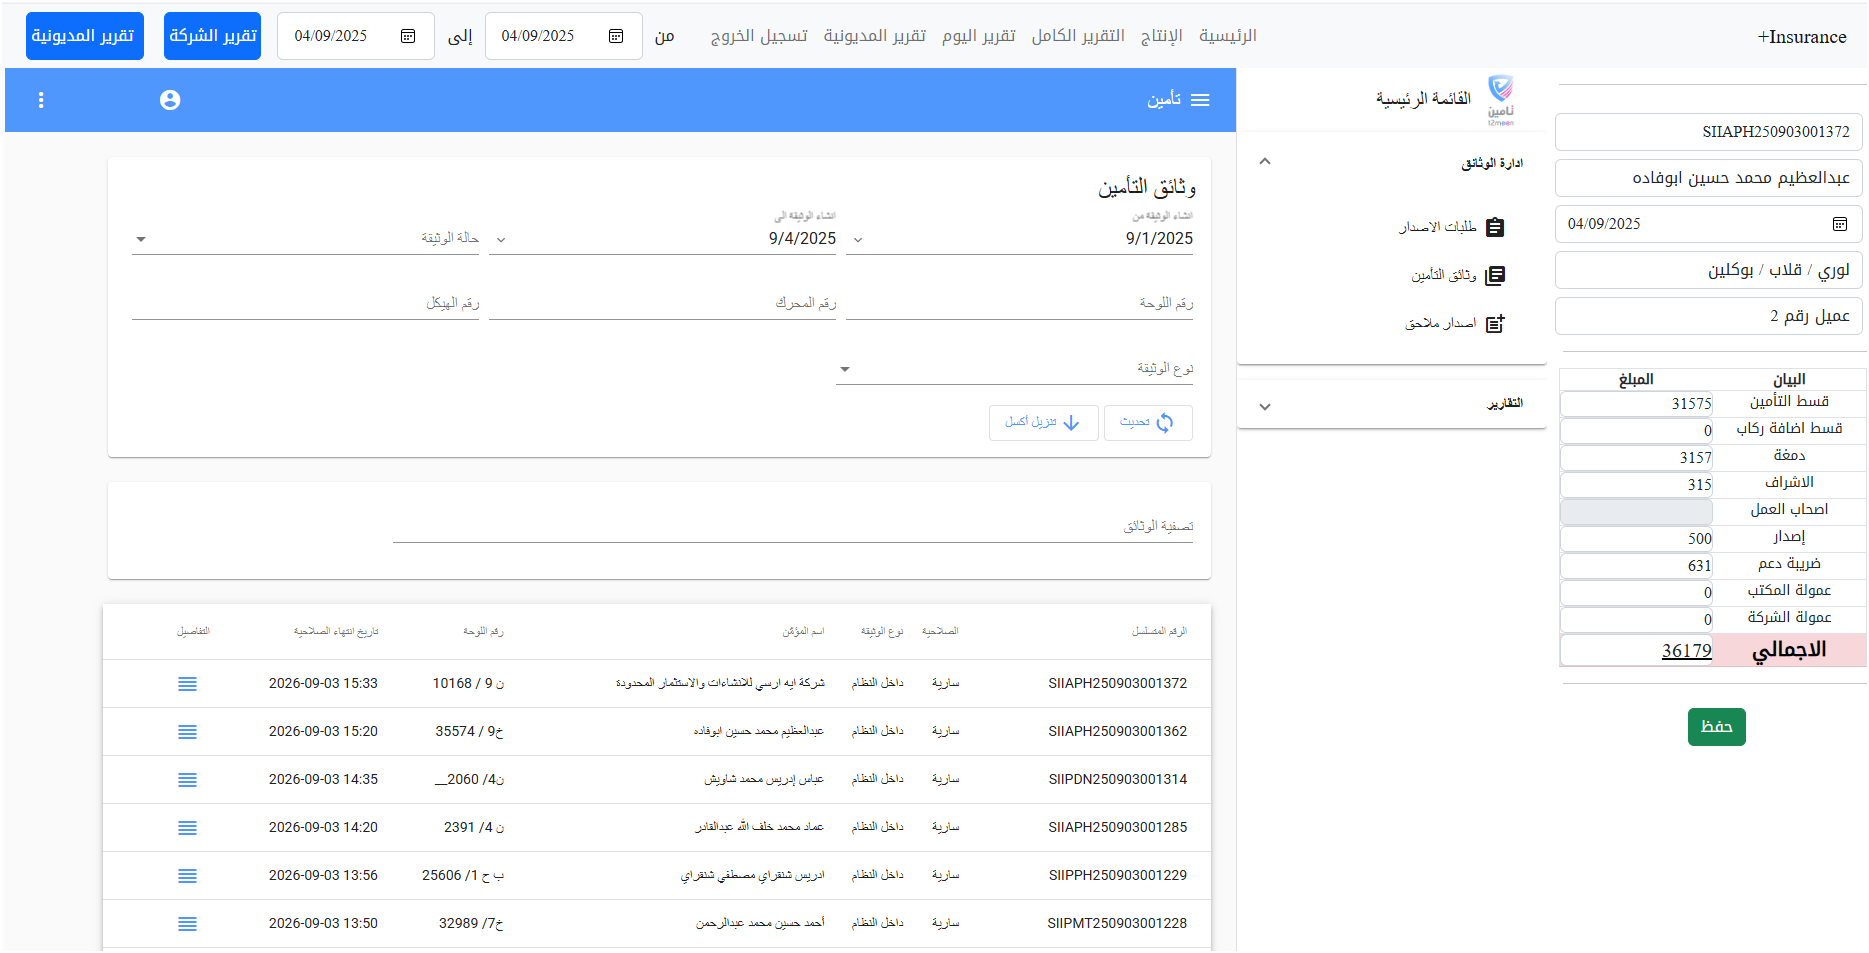 +Insurance
الرئيسية الإنتاج التقرير الكامل تقرير اليوم تقرير المديونية تسجيل الخروج
من 04/09/2025 إلى 04/09/2025
تقرير الشركة
تقرير المديونية
SIIAPH250903001372
عبدالعظيم محمد حسين ابوفاده
04/09/2025
لوري / قلاب / بوكلين
عميل رقم 2
البيان المبلغ
قسط التأمين 31575
قسط اضافة ركاب 0
دمغة 3157
الاشراف 315
اصحاب العمل
إصدار 500
ضريبة دعم 631
عمولة المكتب 0
عمولة الشركة 0
الاجمالي 36179
حفظ
تأمين
t2meen
القائمة الرئيسية
ادارة الوثائق
طلبات الاصدار
وثائق التأمين
اصدار ملاحق
التقارير
تأمين
وثائق التأمين
انشاء الوثيقه من انشاء الوثيقه الى
9/1/2025 9/4/2025 حالة الوثيقة
رقم اللوحة رقم المحرك رقم الهيكل
نوع الوثيقة
تحديث تنزيل أكسل
تصفية الوثائق
الرقم المتسلسل الصلاحية نوع الوثيقة اسم المؤمّن رقم اللوحة تاريخ انتهاء الصلاحية التفاصيل
SIIAPH250903001372 سارية داخل النظام شركة ايه ارسي للانشاءات والاستثمار المحدودة ن 9 / 10168 2026-09-03 15:33
SIIAPH250903001362 سارية داخل النظام عبدالعظيم محمد حسين ابوفاده خ9 / 35574 2026-09-03 15:20
SIIPDN250903001314 سارية داخل النظام عباس إدريس محمد شاويش ن4/ 2060__ 2026-09-03 14:35
SIIAPH250903001285 سارية داخل النظام عماد محمد خلف الله عبدالقادر ن 4/ 2391 2026-09-03 14:20
SIIPPH250903001229 سارية داخل النظام ادريس شنقراي مصطفي شنقراي ب ح 1/ 25606 2026-09-03 13:56
SIIPMT250903001228 سارية داخل النظام أحمد حسين محمد عبدالرحمن خ7/ 32989 2026-09-03 13:50